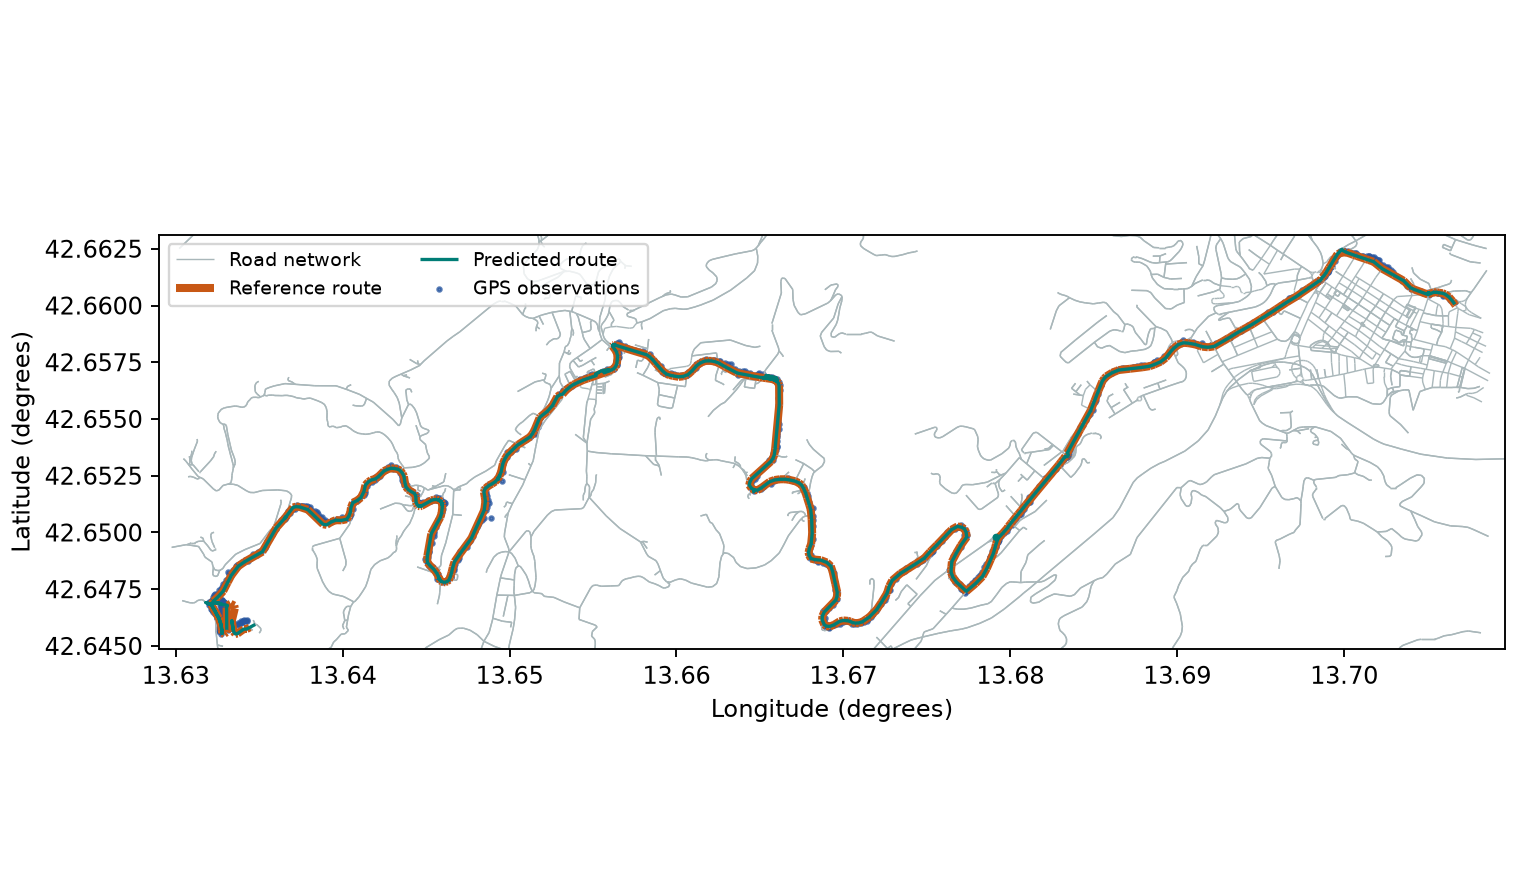 42.6625
42.6600
42.6575
42.6550
42.6525
42.6500
42.6475
42.6450
Latitude (degrees)
Road network
Reference route
Predicted route
GPS observations
13.63 13.64 13.65 13.66 13.67 13.68 13.69 13.70
Longitude (degrees)